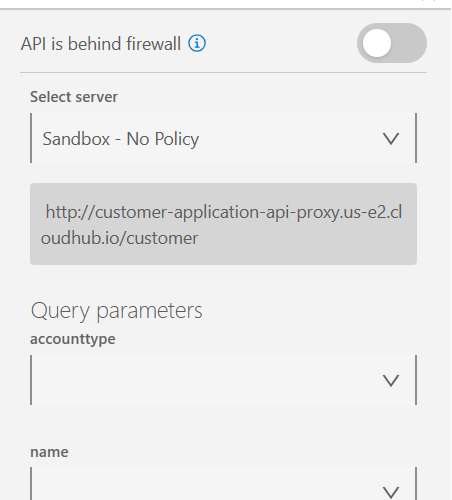 API is behind firewall
Select server
Sandbox - No Policy
http://customer-application-api-proxy.us-e2.cl
oudhub.io/customer
Query parameters
accounttype
name